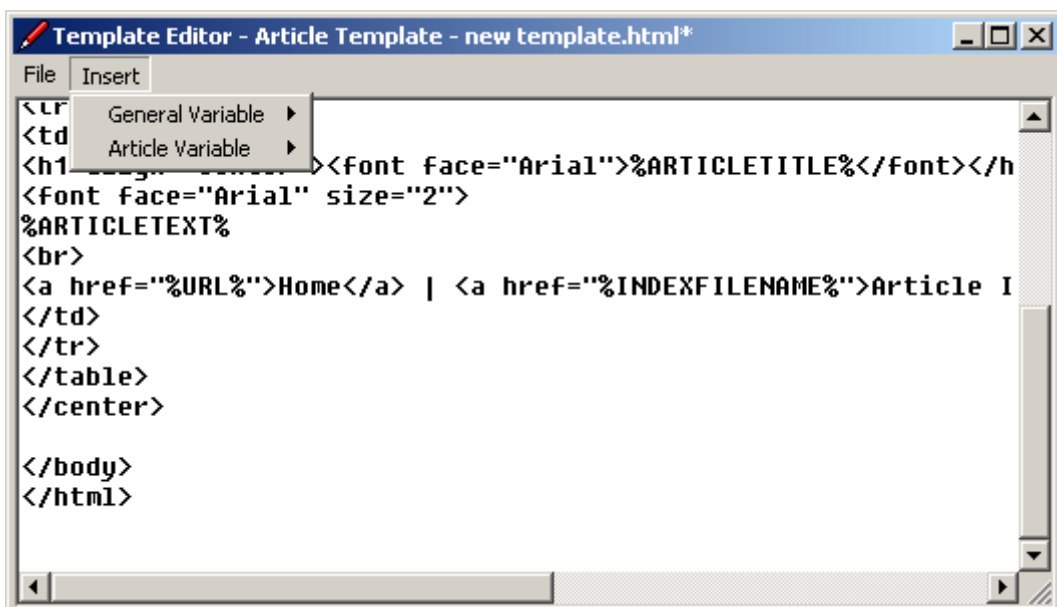 Template Editor - Article Template - new template.html*
File Insert
General Variable
Article Variable
<td
<h1 ><font face="Arial">%ARTICLETITLE%</font></h
<font face="Arial" size="2">
%ARTICLETEXT%
<br>
<a href="%URL%">Home</a> | <a href="%INDEXFILENAME%">Article I
</td>
</tr>
</table>
</center>
</body>
</html>